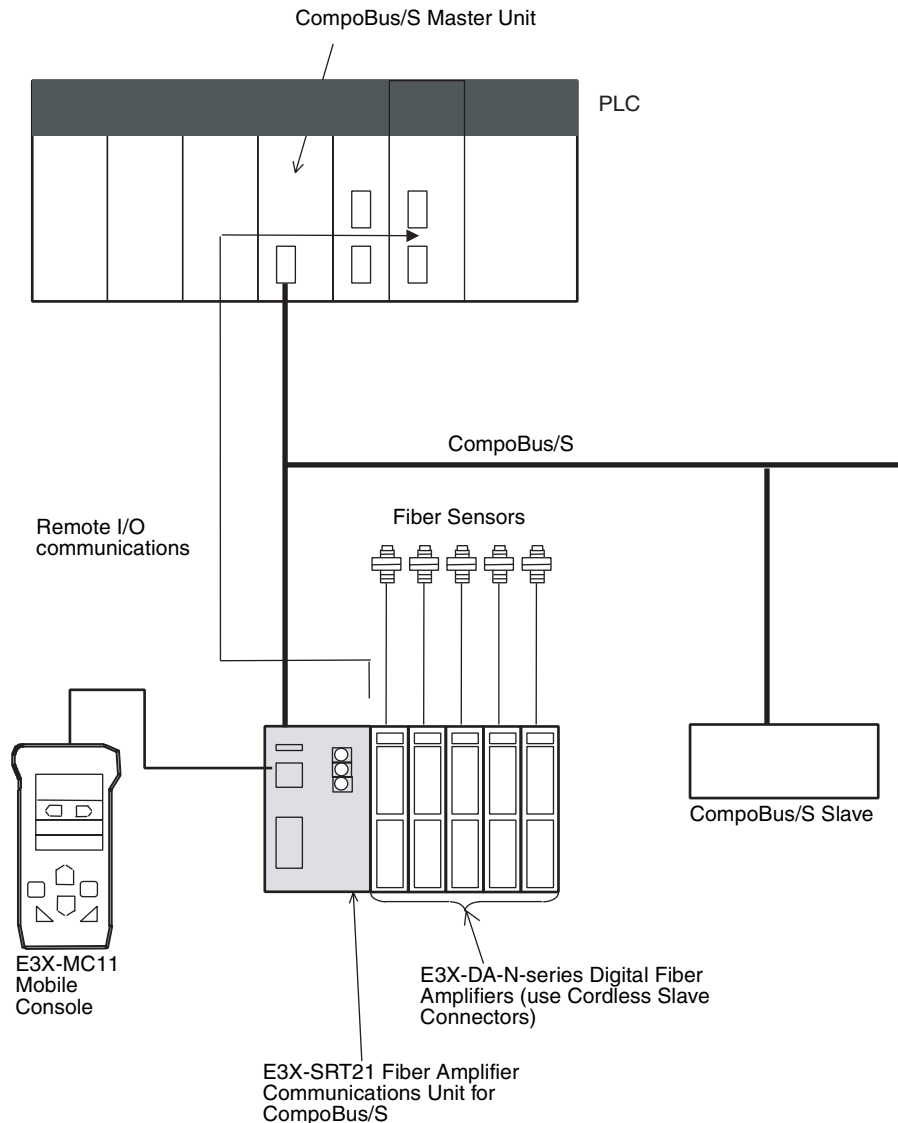 CompoBus/S Master Unit
PLC
CompoBus/S
Remote I/O
communications
Fiber Sensors
CompoBus/S Slave
E3X-MC11
Mobile
Console
E3X-DA-N-series Digital Fiber
Amplifiers (use Cordless Slave
Connectors)
E3X-SRT21 Fiber Amplifier
Communications Unit for
CompoBus/S